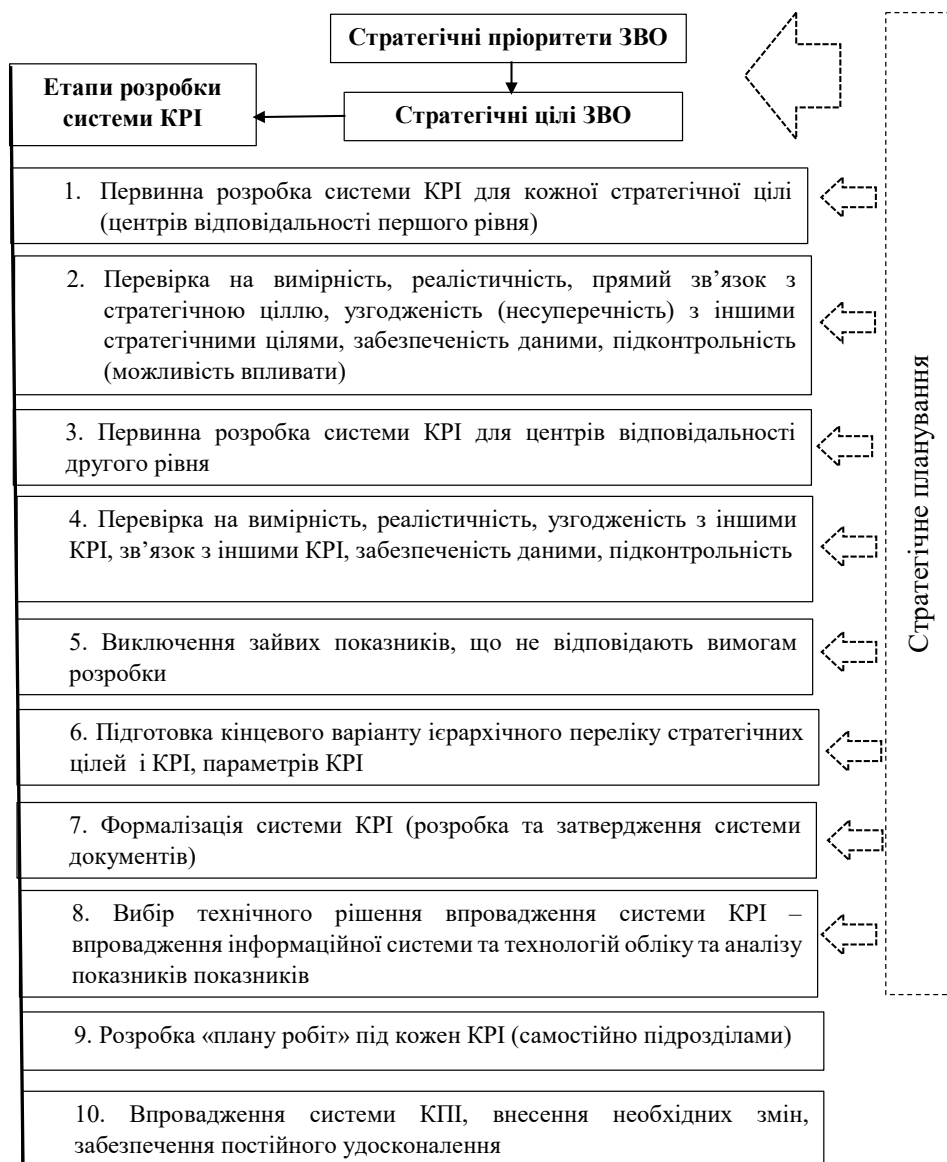 Стратегічні пріоритети ЗВО
Етапи розробки
системи КРІ
Стратегічні цілі ЗВО
1. Первинна розробка системи КРІ для кожної стратегічної цілі
(центрів відповідальності першого рівня)
2. Перевірка на вимірність, реалістичність, прямий зв’язок з
стратегічною ціллю, узгодженість (несуперечність) з іншими
стратегічними цілями, забезпеченість даними, підконтрольність
(можливість впливати)
3. Первинна розробка системи КРІ для центрів відповідальності
другого рівня
4. Перевірка на вимірність, реалістичність, узгодженість з іншими
КРІ, зв’язок з іншими КРІ, забезпеченість даними, підконтрольність
5. Виключення зайвих показників, що не відповідають вимогам
розробки
6. Підготовка кінцевого варіанту ієрархічного переліку стратегічних
цілей і КРІ, параметрів КРІ
7. Формалізація системи КРІ (розробка та затвердження системи
документів)
8. Вибір технічного рішення впровадження системи КРІ –
впровадження інформаційної системи та технологій обліку та аналізу
показників показників
9. Розробка «плану робіт» під кожен КРІ (самостійно підрозділами)
10. Впровадження системи КПІ, внесення необхідних змін,
забезпечення постійного удосконалення
Стратегічне планування